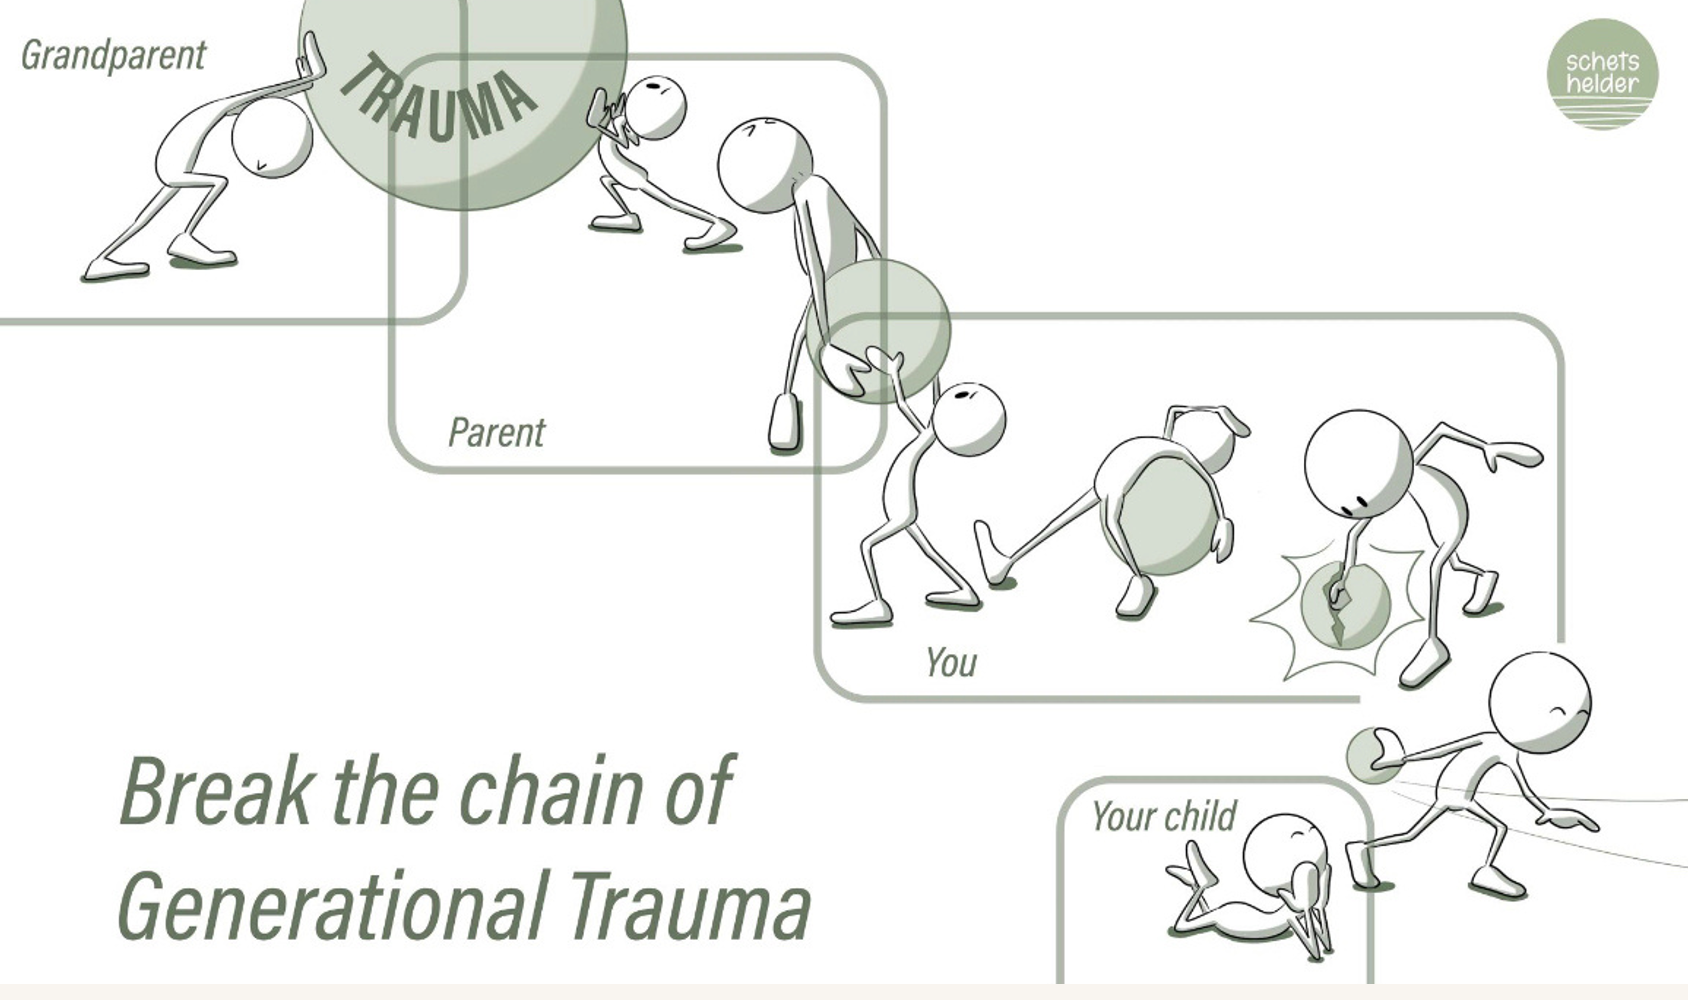 Grandparent
TRAUMA
schets
helder
Parent
You
Break the chain of
Generational Trauma
Your child